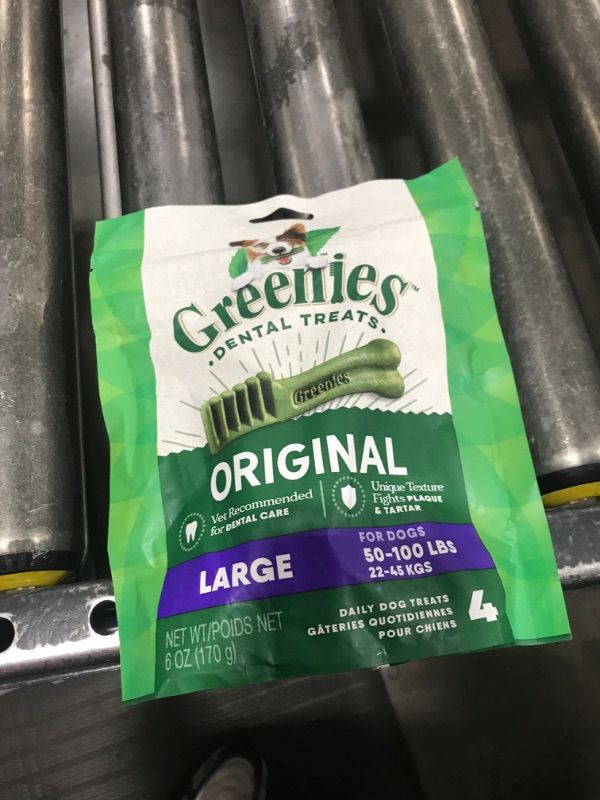 Greenies™
•DENTAL TREATS•
Greenies
ORIGINAL
Vet Recommended
for DENTAL CARE
Unique Texture
Fights PLAQUE
& TARTAR
LARGE
FOR DOGS
50-100 LBS
22-45 KGS
NET WT/POIDS NET
6 OZ (170 g)
DAILY DOG TREATS
GÂTERIES QUOTIDIENNES
POUR CHIENS
4